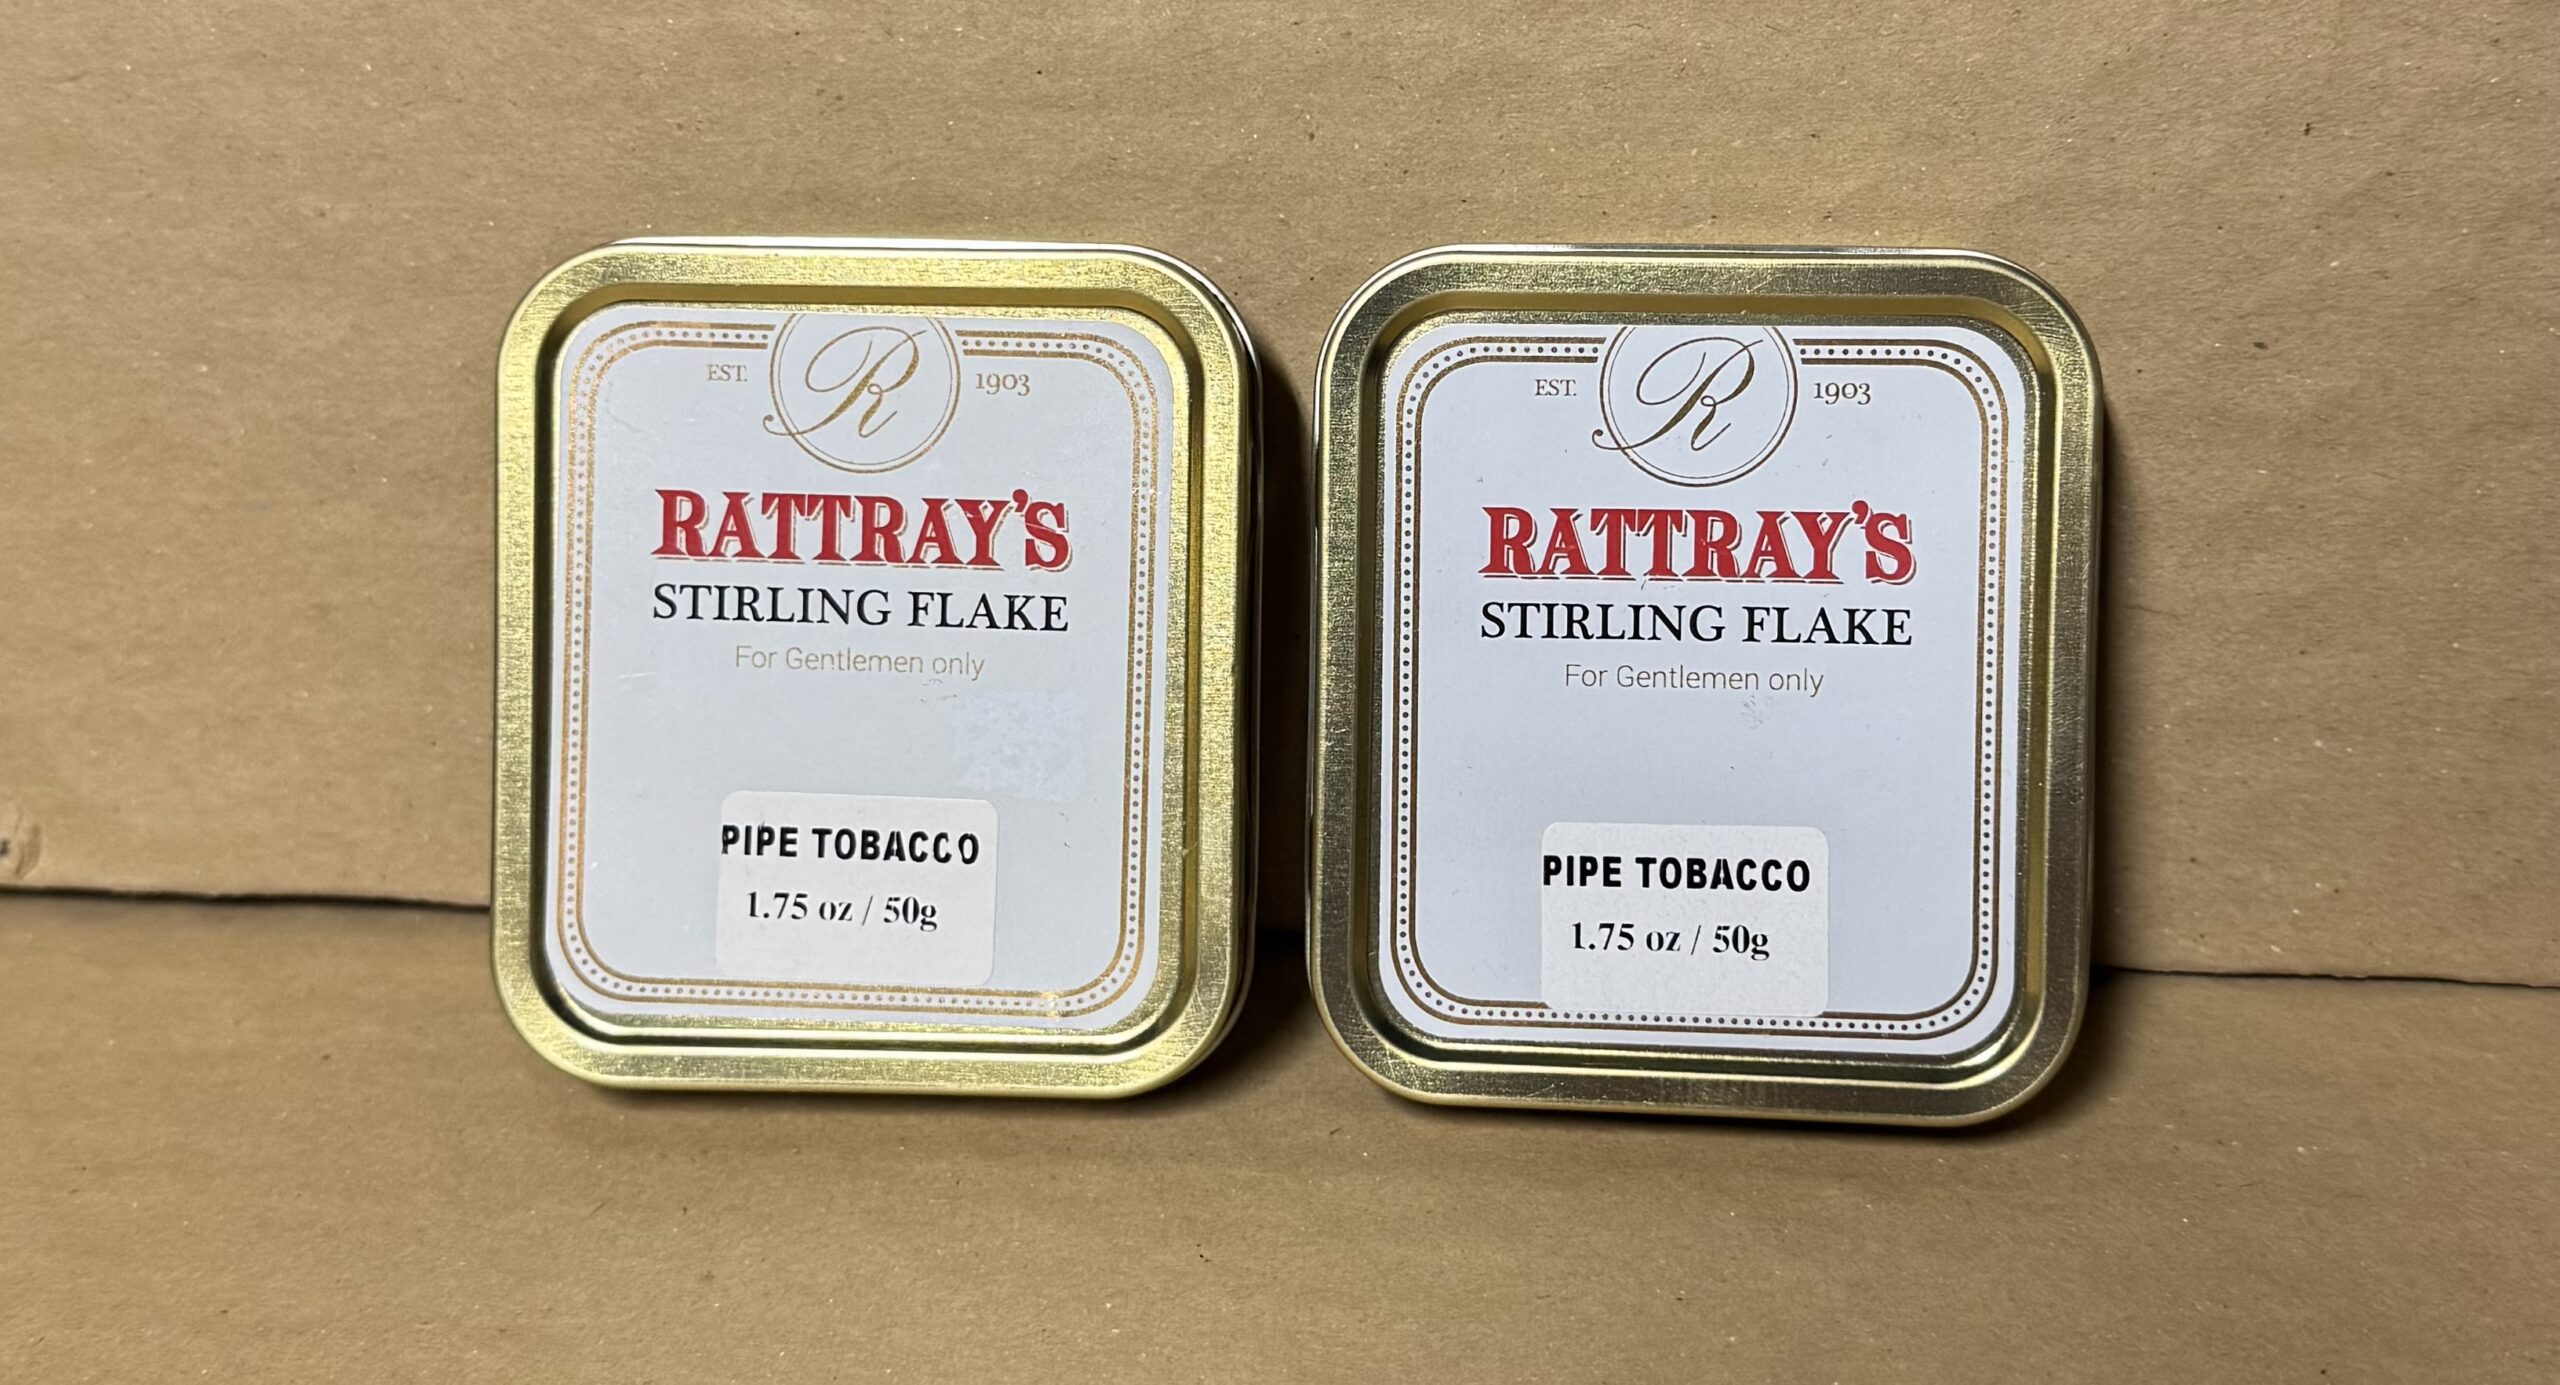 EST. R 1903
RATTRAY'S
STIRLING FLAKE
For Gentlemen only
PIPE TOBACCO
1.75 oz / 50g
EST. R 1903
RATTRAY'S
STIRLING FLAKE
For Gentlemen only
PIPE TOBACCO
1.75 oz / 50g